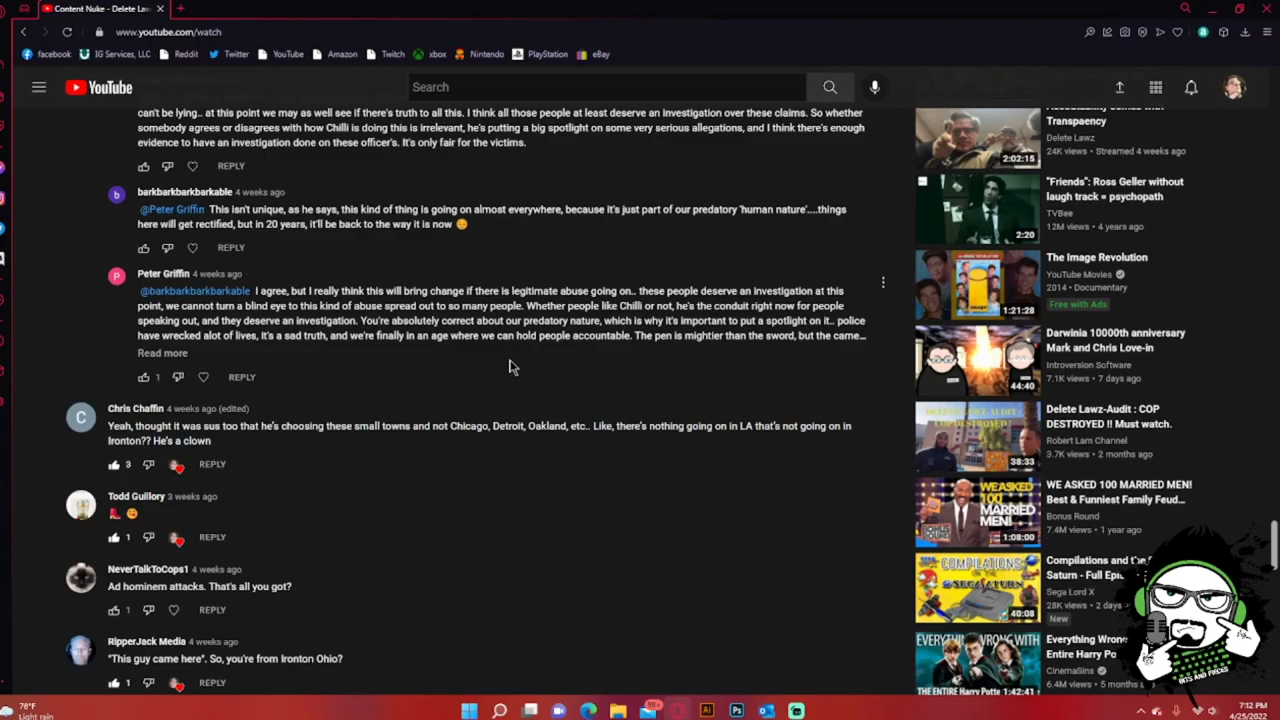 Content Nuke - Delete Law
www.youtube.com/watch
facebook
IG Services, LLC
Reddit
Twitter
YouTube
Amazon
Twitch
xbox
Nintendo
PlayStation
eBay
YouTube
Search
can't be lying.. at this point we may as well see if there's truth to all this. I think all those people at least deserve an investigation over these claims. So whether
somebody agrees or disagrees with how Chilli is doing this is irrelevant, he's putting a big spotlight on some very serious allegations, and I think there's enough
evidence to have an investigation done on these officer's. It's only fair for the victims.
REPLY
b
barkbarkbarkbarkable 4 weeks ago
@Peter Griffin This isn't unique, as he says, this kind of thing is going on almost everywhere, because it's just part of our predatory 'human nature'....things
here will get rectified, but in 20 years, it'll be back to the way it is now
REPLY
P
Peter Griffin 4 weeks ago
@barkbarkbarkbarkable I agree, but I really think this will bring change if there is legitimate abuse going on.. these people deserve an investigation at this
point, we cannot turn a blind eye to this kind of abuse spread out to so many people. Whether people like Chilli or not, he's the conduit right now for people
speaking out, and they deserve an investigation. You're absolutely correct about our predatory nature, which is why it's important to put a spotlight on it.. police
have wrecked alot of lives, it's a sad truth, and we're finally in an age where we can hold people accountable. The pen is mightier than the sword, but the came...
Read more
1
REPLY
C
Chris Chaffin 4 weeks ago (edited)
Yeah, thought it was sus too that he's choosing these small towns and not Chicago, Detroit, Oakland, etc.. Like, there's nothing going on in LA that's not going on in
Ironton?? He's a clown
3
REPLY
Todd Guillory 3 weeks ago
1
REPLY
NeverTalkToCops1 4 weeks ago
Ad hominem attacks. That's all you got?
1
REPLY
RipperJack Media 4 weeks ago
"This guy came here". So, you're from Ironton Ohio?
1
REPLY
Transpaency
Delete Lawz
24K views • Streamed 4 weeks ago
2:02:15
"Friends": Ross Geller without
laugh track = psychopath
TVBee
12M views • 4 years ago
2:20
The Image Revolution
YouTube Movies
2014 • Documentary
Free with Ads
1:21:28
Darwinia 10000th anniversary
Mark and Chris Love-in
Introversion Software
7.1K views • 7 days ago
44:40
Delete Lawz-Audit : COP
DESTROYED !! Must watch.
Robert Lam Channel
3.7K views • 2 months ago
38:33
WE ASKED 100 MARRIED MEN!
Best & Funniest Family Feud...
Bonus Round
7.4M views • 1 year ago
WE ASKED
100
MARRIED
MEN!
1:08:00
Compilations and the
Saturn - Full Epi
Sega Lord X
28K views • 2 days
New
COMPILATIONS
40:08
Everything Wron
Entire Harry Po
CinemaSins
6.4M views • 5 months
EVERYTHING WRONG WITH
THE ENTIRE HARRY POTTE
1:42:41
BITS AND PIECES
78°F
Light rain
99+
7:12 PM
4/25/2022